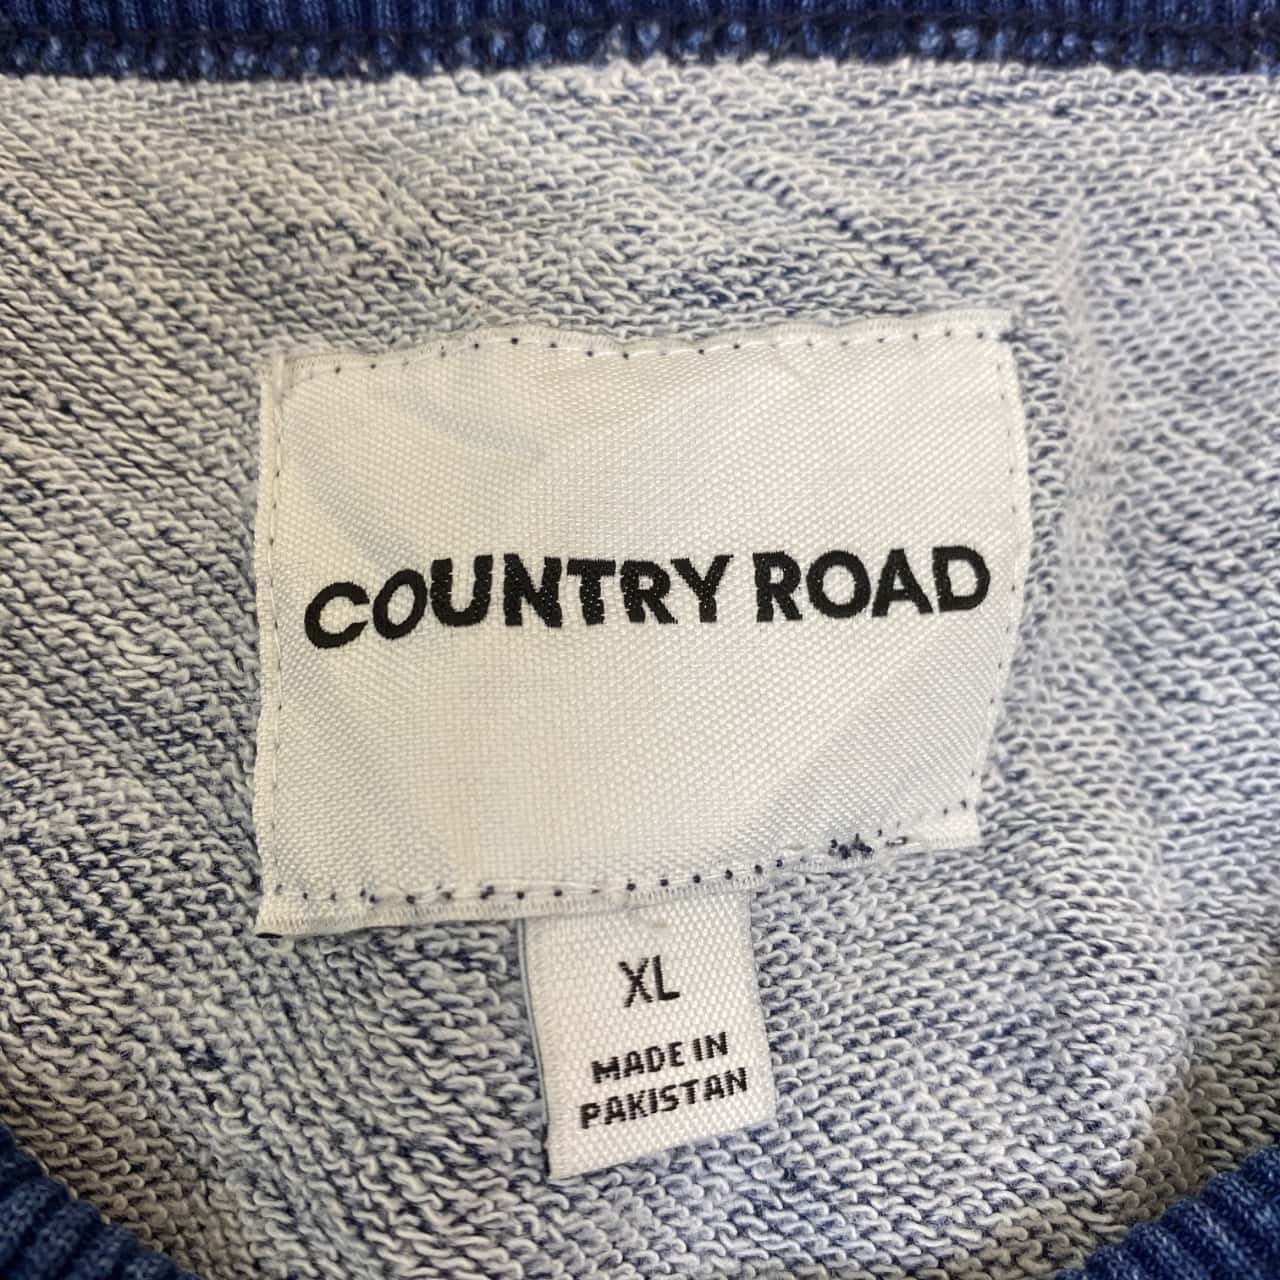 COUNTRY ROAD
XL
MADE IN
PAKISTAN